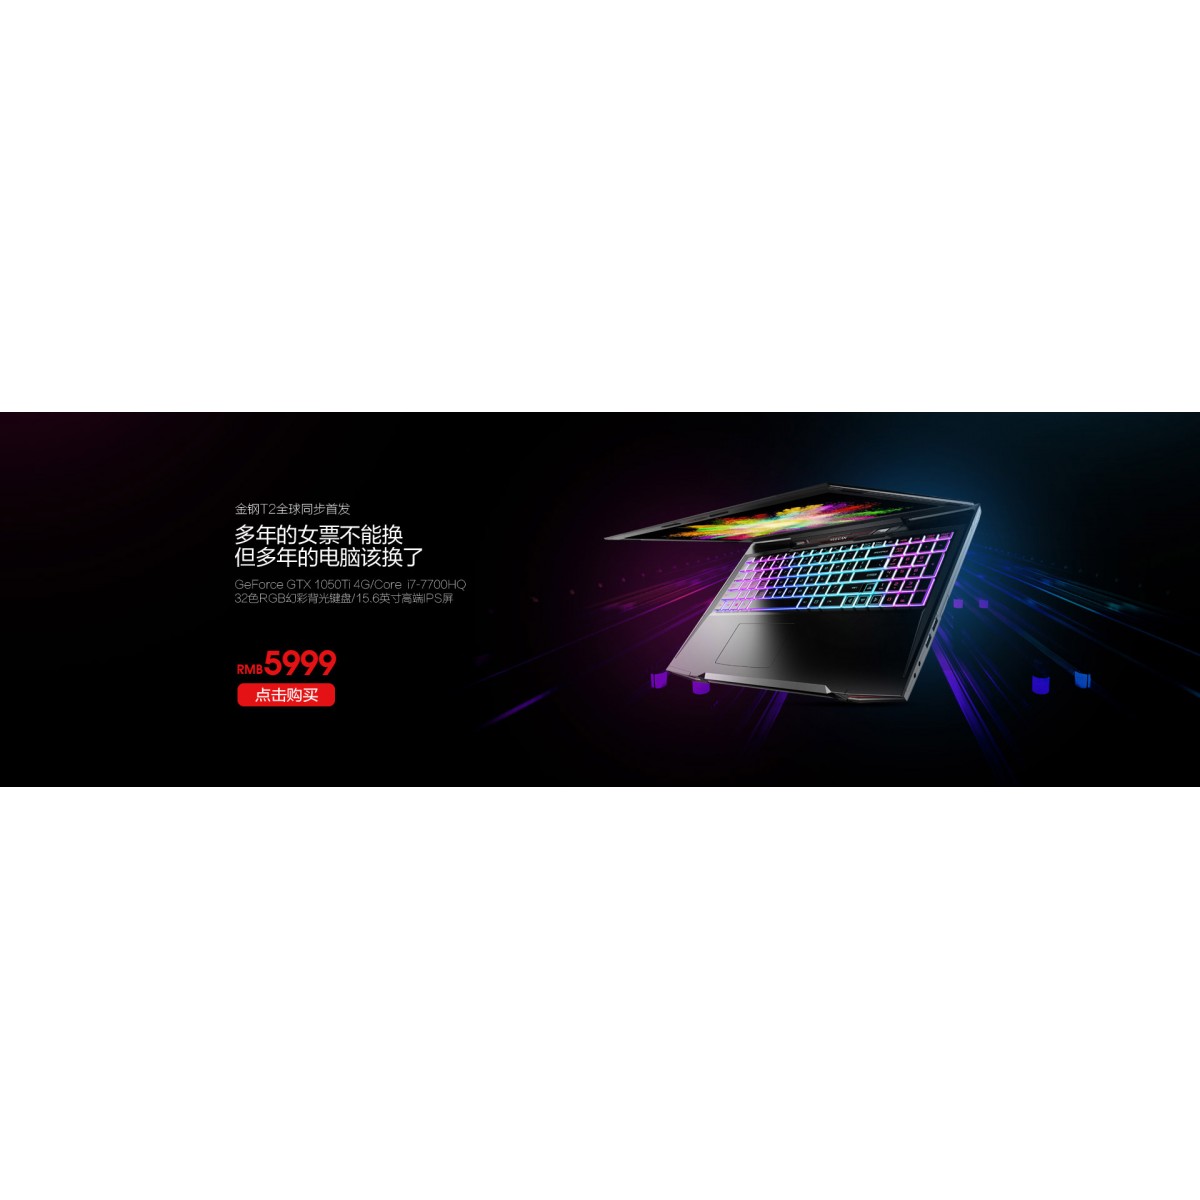 金钢T2全球同步首发
多年的女票不能换
但多年的电脑该换了
GeForce GTX 1050Ti 4G/Core i7-7700HQ
32色RGB幻彩背光键盘/15.6英寸高端IPS屏
RMB5999
点击购买